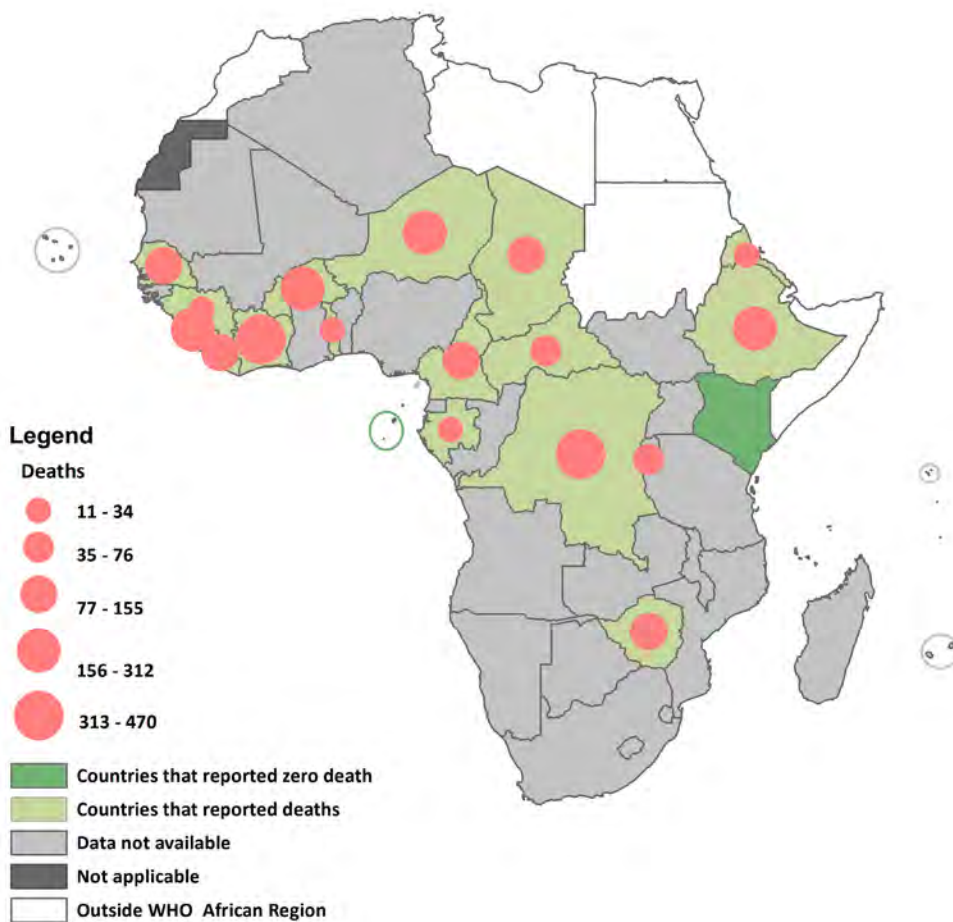 Legend
Deaths
11 - 34
35 - 76
77 - 155
156 - 312
313 - 470
Countries that reported zero death
Countries that reported deaths
Data not available
Not applicable
Outside WHO African Region